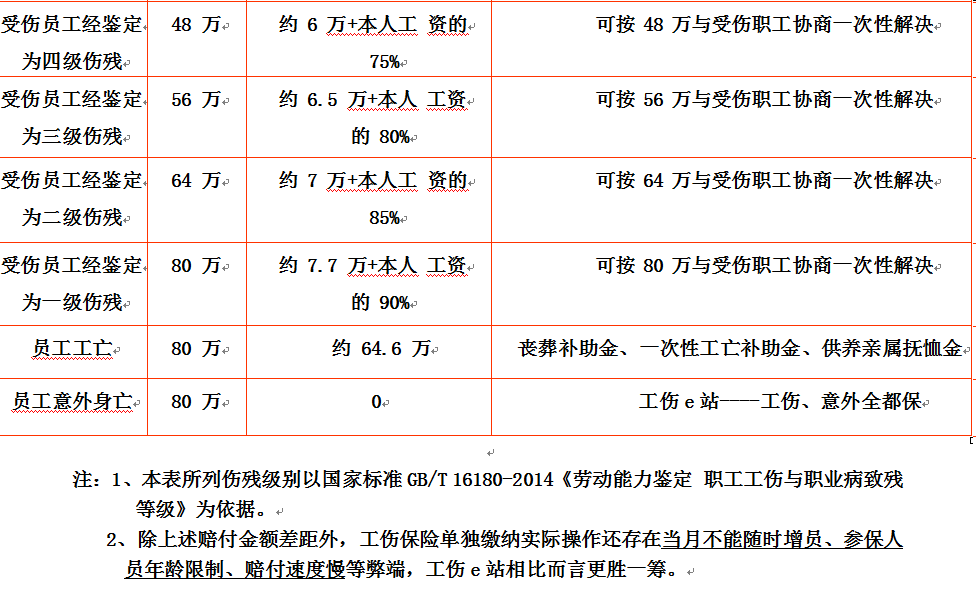 受伤员工经鉴定 48 万 约 6 万+本人工 资的 可按 48 万与受伤职工协商一次性解决
为四级伤残 75%
受伤员工经鉴定 56 万 约 6.5 万+本人 工资 可按 56 万与受伤职工协商一次性解决
为三级伤残 的 80%
受伤员工经鉴定 64 万 约 7 万+本人工 资的 可按 64 万与受伤职工协商一次性解决
为二级伤残 85%
受伤员工经鉴定 80 万 约 7.7 万+本人 工资 可按 80 万与受伤职工协商一次性解决
为一级伤残 的 90%
员工工亡 80 万 约 64.6 万 丧葬补助金、一次性工亡补助金、供养亲属抚恤金
员工意外身亡 80 万 0 工伤 e 站----工伤、意外全都保
注：1、本表所列伤残级别以国家标准 GB/T 16180-2014《劳动能力鉴定 职工工伤与职业病致残
等级》为依据。
2、除上述赔付金额差距外，工伤保险单独缴纳实际操作还存在当月不能随时增员、参保人
员年龄限制、赔付速度慢等弊端，工伤 e 站相比而言更胜一筹。